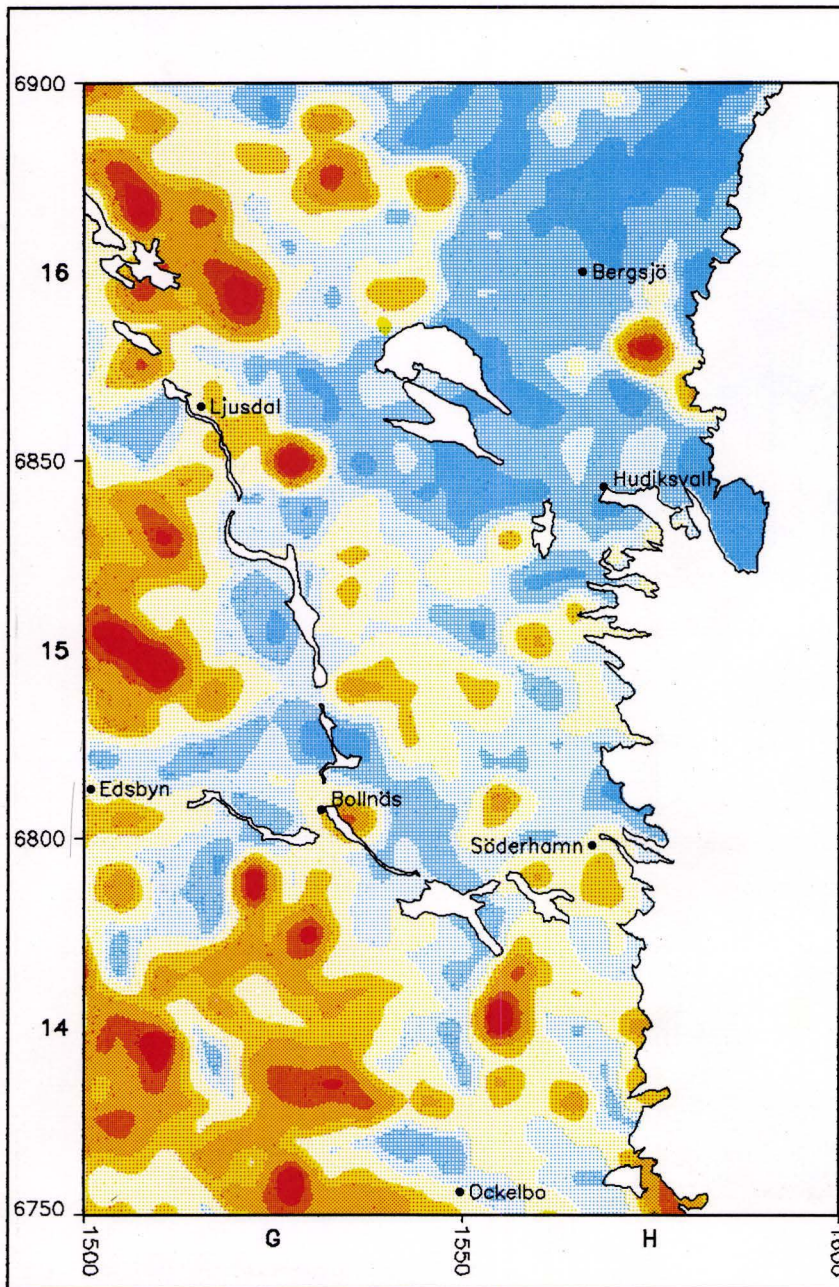 6900
16
Bergsjö
Ljusdal
6850
Hudiksvall
15
Edsbyn
Bollnäs
6800
Söderhamn
14
Ockelbo
6750
1500
G
1550
H
1600